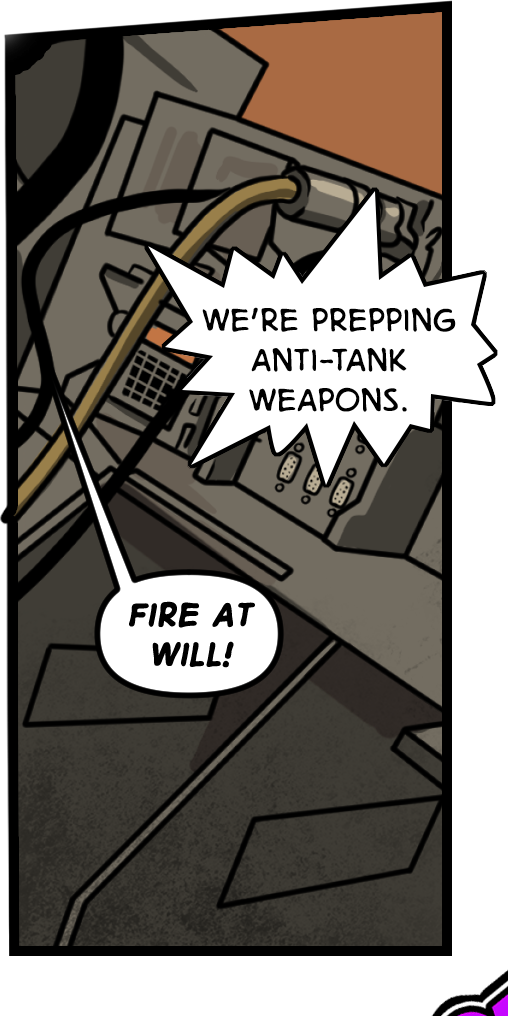 WE'RE PREPPING
ANTI-TANK
WEAPONS.
FIRE AT
WILL!